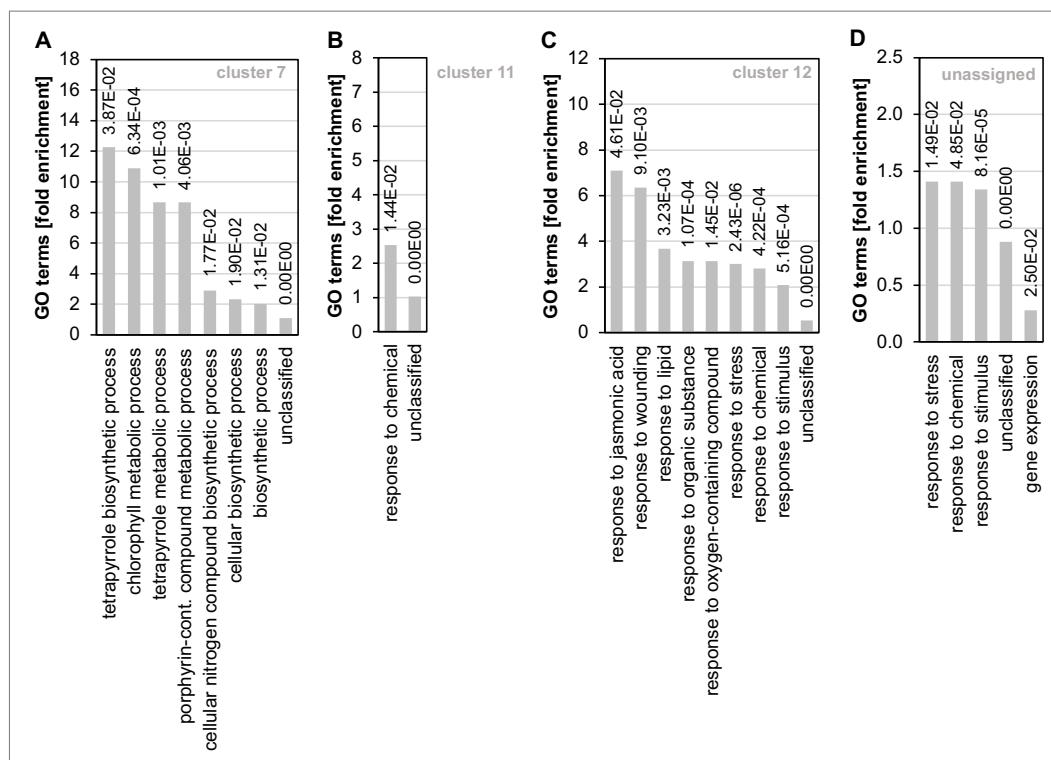 A
GO terms [fold enrichment]
18
16
14
12
10
8
6
4
2
0
cluster 7
3.87E-02
6.34E-04
1.01E-03
4.06E-03
1.77E-02
1.90E-02
1.31E-02
0.00E00
tetrapyrrole biosynthetic process
chlorophyll metabolic process
tetrapyrrole metabolic process
porphyrin-cont. compound metabolic process
cellular nitrogen compound biosynthetic process
cellular biosynthetic process
biosynthetic process
unclassified
B
GO terms [fold enrichment]
8
7
6
5
4
3
2
1
0
cluster 11
1.44E-02
0.00E00
response to chemical
unclassified
C
GO terms [fold enrichment]
12
10
8
6
4
2
0
cluster 12
4.61E-02
9.10E-03
3.23E-03
1.07E-04
1.45E-02
2.43E-06
4.22E-04
5.16E-04
0.00E00
response to jasmonic acid
response to wounding
response to lipid
response to organic substance
response to oxygen-containing compound
response to stress
response to chemical
response to stimulus
unclassified
D
GO terms [fold enrichment]
2.5
2.0
1.5
1.0
0.5
0.0
unassigned
1.49E-02
4.85E-02
8.16E-05
0.00E00
2.50E-02
response to stress
response to chemical
response to stimulus
unclassified
gene expression